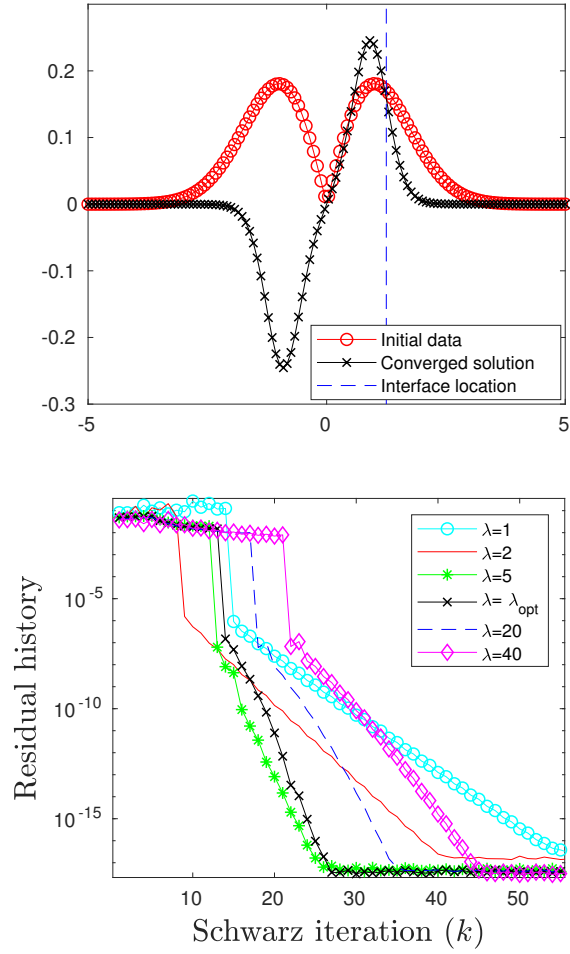 0.2
0.1
0
-0.1
-0.2
-0.3
-5
0
5
Initial data
Converged solution
Interface location
Residual history
10^-5
10^-10
10^-15
λ=1
λ=2
λ=5
λ= λ_opt
λ=20
λ=40
10
20
30
40
50
Schwarz iteration (k)